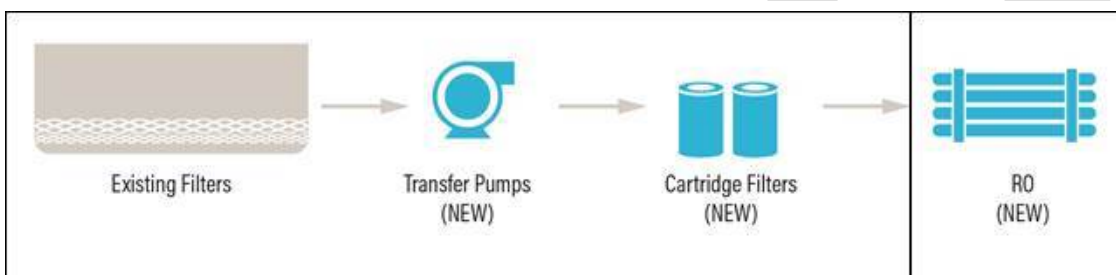 Existing Filters
Transfer Pumps
(NEW)
Cartridge Filters
(NEW)
RO
(NEW)